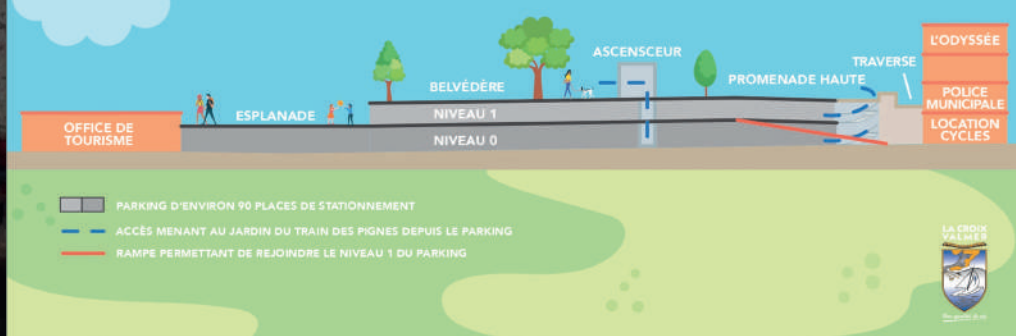 L'ODYSSÉE
ASCENSCEUR
TRAVERSE
PROMENADE HAUTE
BELVÉDÈRE
POLICE
MUNICIPALE
ESPLANADE
NIVEAU 1
LOCATION
CYCLES
OFFICE DE
TOURISME
NIVEAU 0
PARKING D'ENVIRON 90 PLACES DE STATIONNEMENT
ACCÈS MENANT AU JARDIN DU TRAIN DES PIGNES DEPUIS LE PARKING
RAMPE PERMETTANT DE REJOINDRE LE NIVEAU 1 DU PARKING
LA CROIX
VALMER